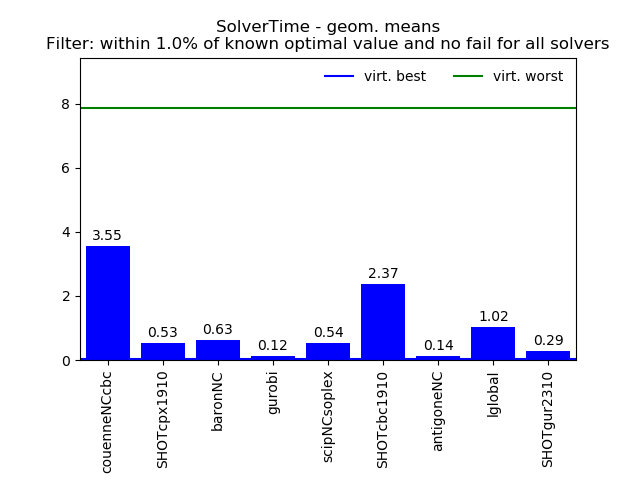 SolverTime - geom. means
Filter: within 1.0% of known optimal value and no fail for all solvers
virt. best
virt. worst
8
6
4
2
0
3.55
0.53
0.63
0.12
0.54
2.37
0.14
1.02
0.29
couenneNCcbc
SHOTcpx1910
baronNC
gurobi
scipNCsoplex
SHOTcbc1910
antigoneNC
lglobal
SHOTgur2310